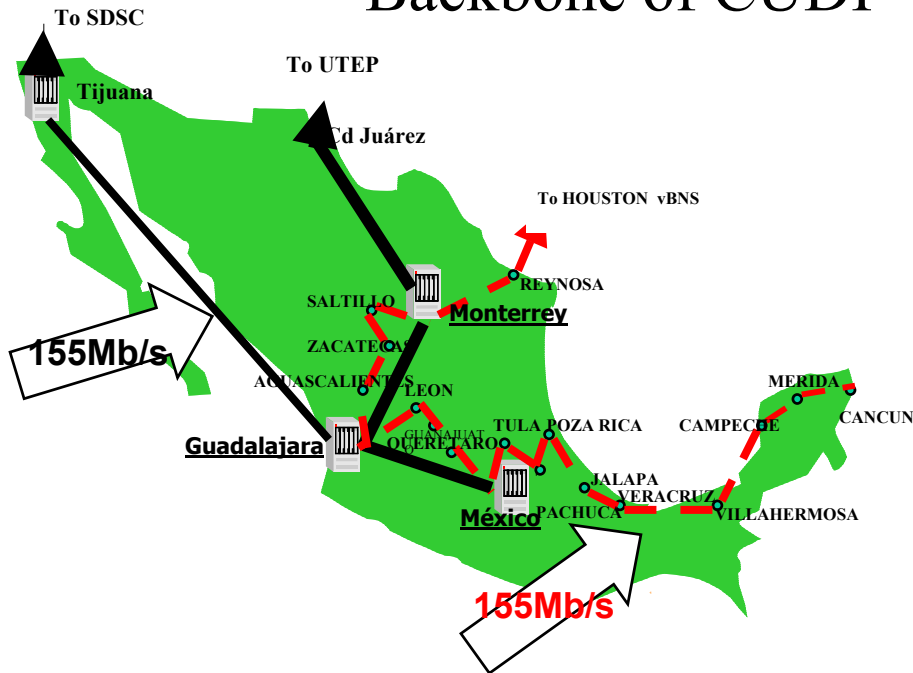 Backbone of CUDI
To SDSC
To UTEP
Tijuana
Cd Juárez
To HOUSTON vBNS
REYNOSA
SALTILLO
Monterrey
ZACATECAS
155Mb/s
AGUASCALIENTES
LEON
MERIDA
CANCUN
GUANAJUAT
O
TULA
POZA RICA
CAMPECHE
Guadalajara
QUERETARO
JALAPA
VERACRUZ
México
PACHUCA
VILLAHERMOSA
155Mb/s